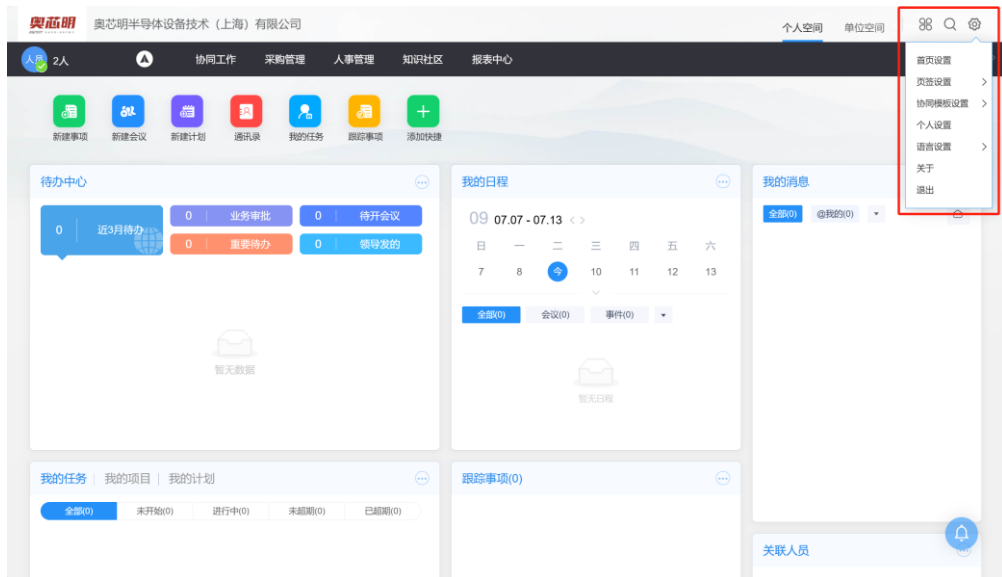 奥芯明 奥芯明半导体设备技术（上海）有限公司 个人空间 单位空间
人员 2人 协同工作 采购管理 人事管理 知识社区 报表中心
首页设置
页签设置
协同模板设置
个人设置
语言设置
关于
退出
新建事项 新建会议 新建计划 通讯录 我的任务 跟踪事项 添加快捷
待办中心
0 近3月待办
0 业务审批 0 待开会议
0 重要待办 0 领导发的
暂无数据
我的日程
09 07.07 - 07.13
日 一 二 三 四 五 六
7 8 今 10 11 12 13
全部(0) 会议(0) 事件(0)
暂无日程
我的消息
全部(0) @我的(0)
我的任务 我的项目 我的计划
全部(0) 未开始(0) 进行中(0) 未超期(0) 已超期(0)
跟踪事项(0)
关联人员